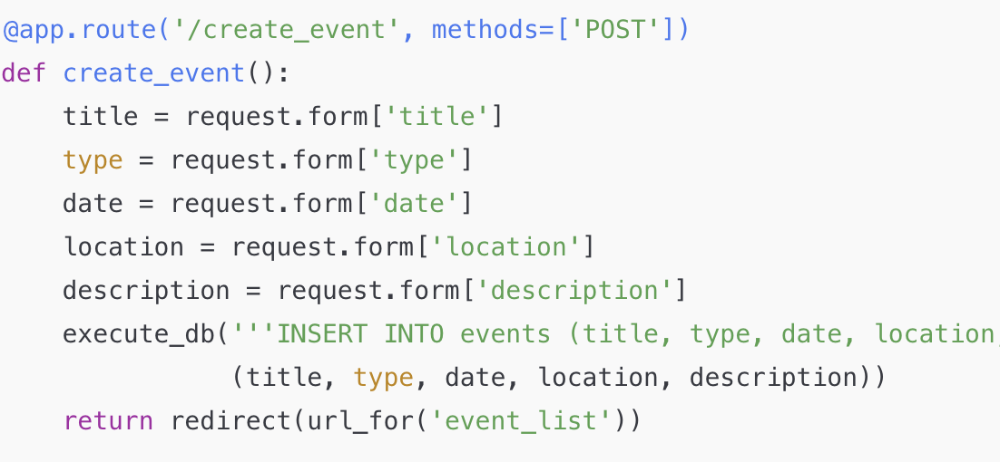 @app.route('/create_event', methods=['POST'])
def create_event():
    title = request.form['title']
    type = request.form['type']
    date = request.form['date']
    location = request.form['location']
    description = request.form['description']
    execute_db('''INSERT INTO events (title, type, date, location,
               (title, type, date, location, description))
    return redirect(url_for('event_list'))